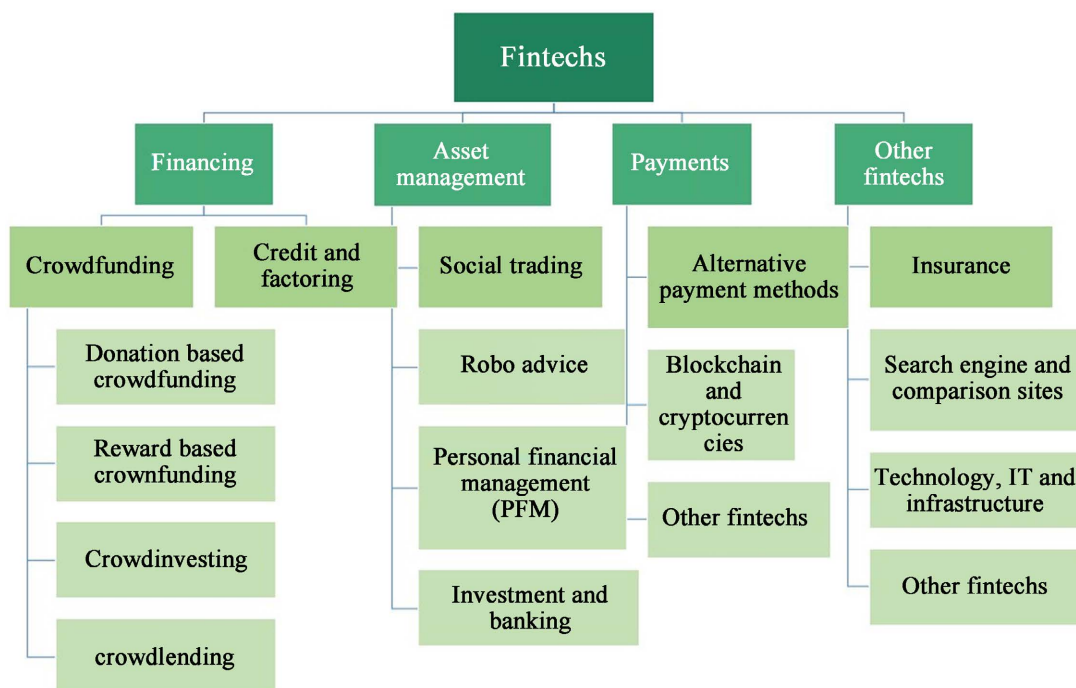 Fintechs
Financing
Asset
management
Payments
Other
fintechs
Crowdfunding
Credit and
factoring
Donation based
crowdfunding
Reward based
crownfunding
Crowdinvesting
crowdlending
Social trading
Robo advice
Personal financial
management
(PFM)
Investment and
banking
Alternative
payment methods
Blockchain
and
cryptocurren
cies
Other fintechs
Insurance
Search engine and
comparison sites
Technology, IT and
infrastructure
Other fintechs